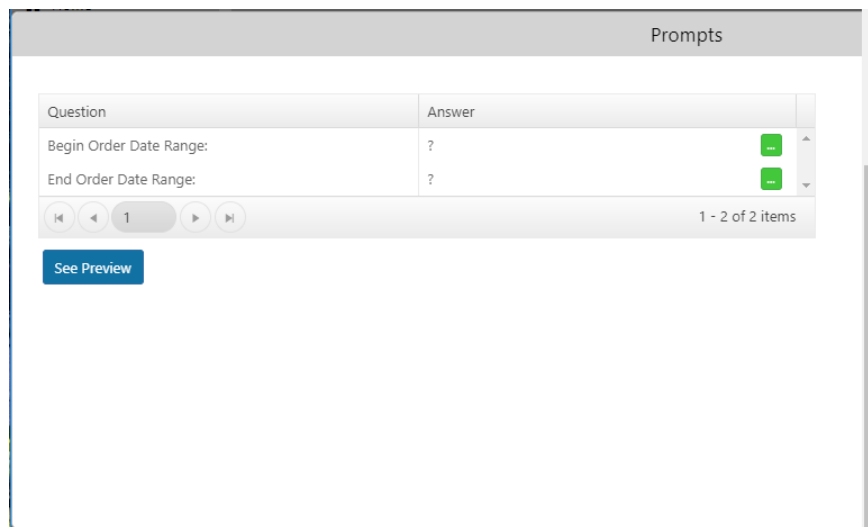 Prompts
Question Answer
Begin Order Date Range: ? ...
End Order Date Range: ? ...
1 1 - 2 of 2 items
See Preview